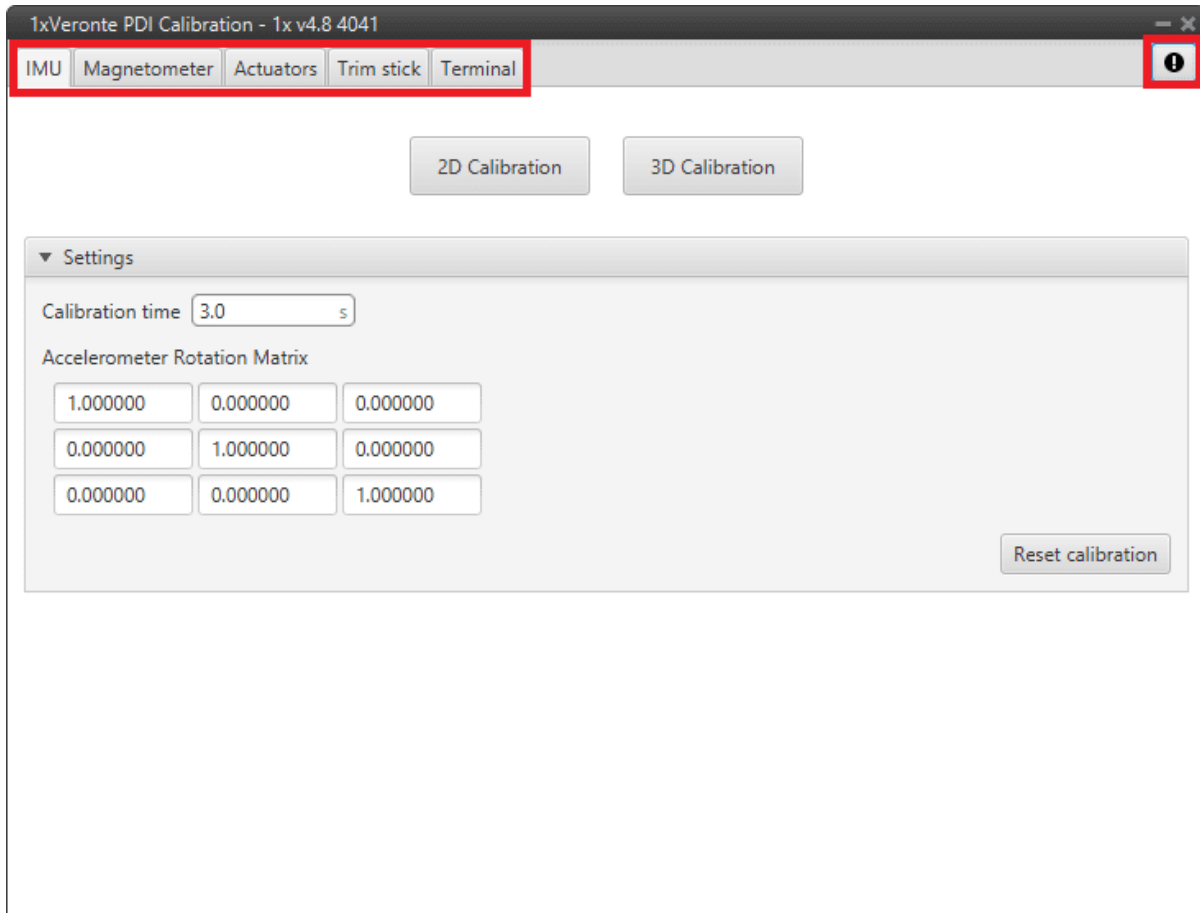 1xVeronte PDI Calibration - 1x v4.8 4041
IMU Magnetometer Actuators Trim stick Terminal
2D Calibration 3D Calibration
Settings
Calibration time 3.0 s
Accelerometer Rotation Matrix
1.000000 0.000000 0.000000
0.000000 1.000000 0.000000
0.000000 0.000000 1.000000
Reset calibration